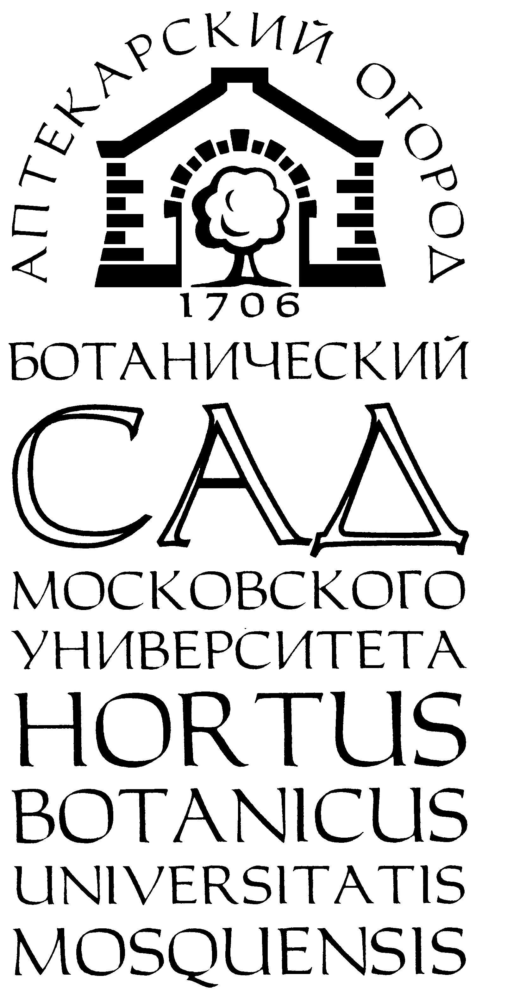 АПТЕКАРСКИЙ ОГОРОД
1706
БОТАНИЧЕСКИЙ
САД
МОСКОВСКОГО
УНИВЕРСИТЕТА
HORTUS
BOTANICUS
UNIVERSITATIS
MOSQUENSIS